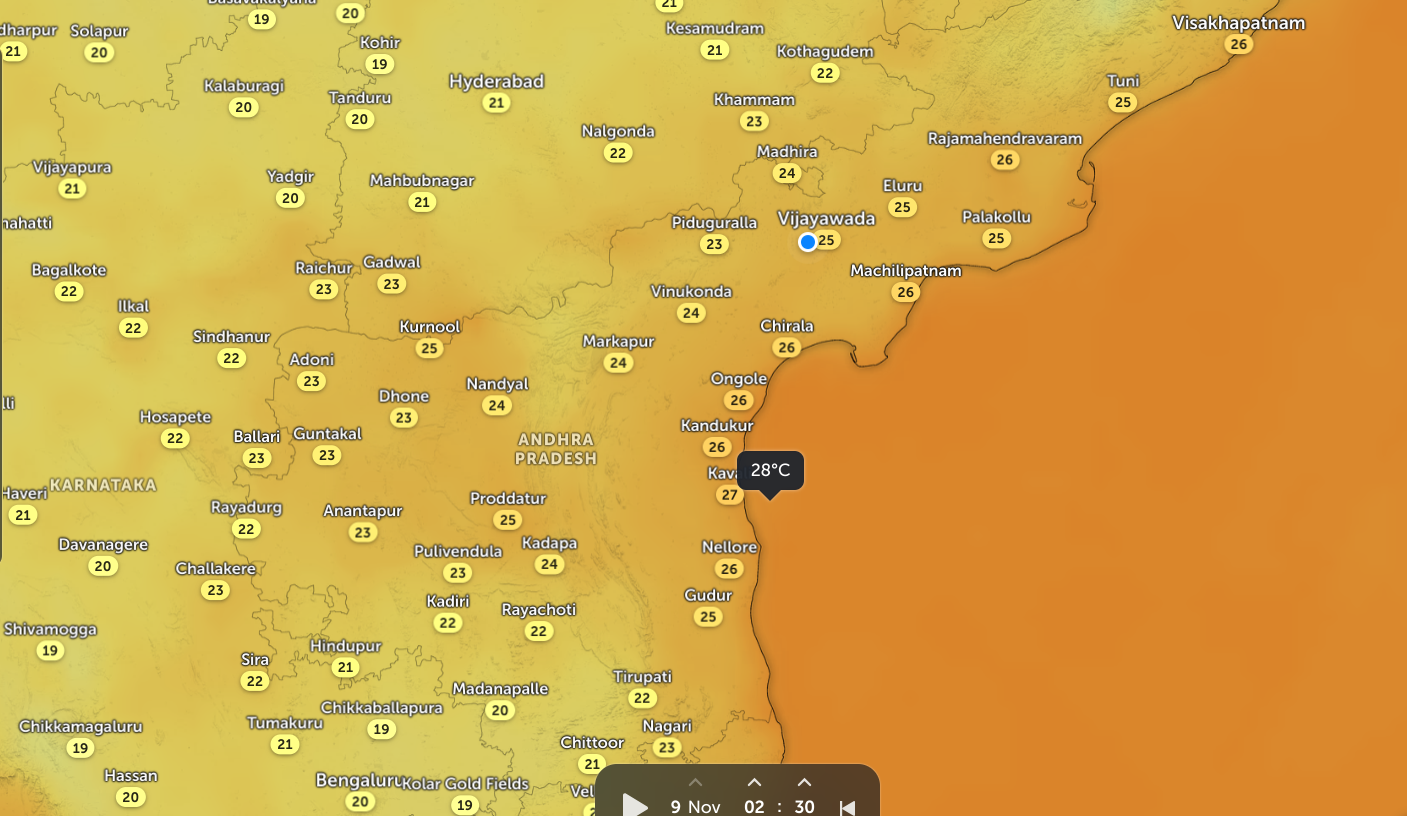 Basavakalyana
19
20
21
dharpur
21
Solapur
20
Kohir
19
Kesamudram
21
Kothagudem
22
Visakhapatnam
26
Kalaburagi
20
Tanduru
20
Hyderabad
21
Khammam
23
Tuni
25
Nalgonda
22
Madhira
24
Rajamahendravaram
26
Vijayapura
21
Yadgir
20
Mahbubnagar
21
Eluru
25
nahatti
Piduguralla
23
Vijayawada
25
Palakollu
25
Bagalkote
22
Raichur
23
Gadwal
23
Machilipatnam
26
Ilkal
22
Vinukonda
24
Sindhanur
22
Kurnool
25
Markapur
24
Chirala
26
Adoni
23
Ongole
26
lli
Dhone
23
Nandyal
24
Hosapete
22
Ballari
23
Guntakal
23
ANDHRA
PRADESH
Kandukur
26
Kava
27
28°C
Haveri
21
KARNATAKA
Rayadurg
22
Anantapur
23
Proddatur
25
Davanagere
20
Challakere
23
Pulivendula
23
Kadapa
24
Nellore
26
Kadiri
22
Rayachoti
22
Gudur
25
Shivamogga
19
Sira
22
Hindupur
21
Madanapalle
20
Tirupati
22
Chikkamagaluru
19
Tumakuru
21
Chikkaballapura
19
Chittoor
21
Nagari
23
Hassan
20
Bengaluru
20
Kolar Gold Fields
19
Vel
9 Nov 02 : 30